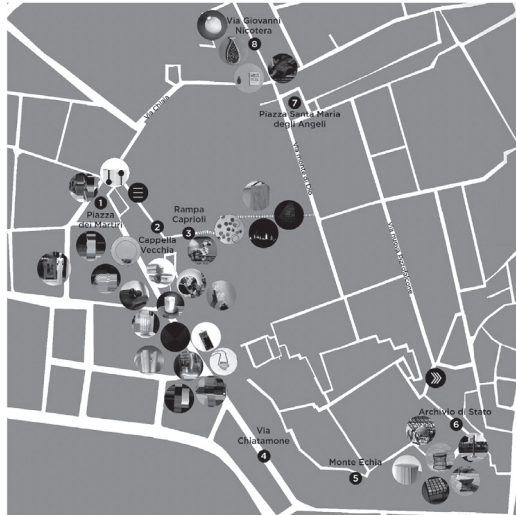 Via Giovanni
Nicotera
8
7
Piazza Santa Maria
degli Angeli
Via Chiaia
1
Piazza
dei Martiri
2
Cappella
Vecchia
Rampa
Caprioli
3
Archivio di Stato
6
Via
Chiatamone
4
Monte Echia
5